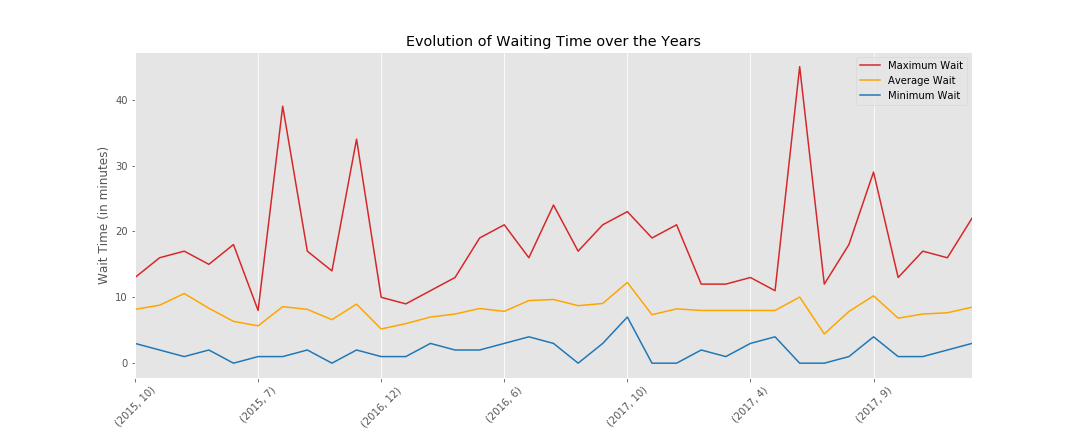 Evolution of Waiting Time over the Years
Maximum Wait
Average Wait
Minimum Wait
Wait Time (in minutes)
40
30
20
10
0
(2015, 10)
(2015, 7)
(2016, 12)
(2016, 6)
(2017, 10)
(2017, 4)
(2017, 9)